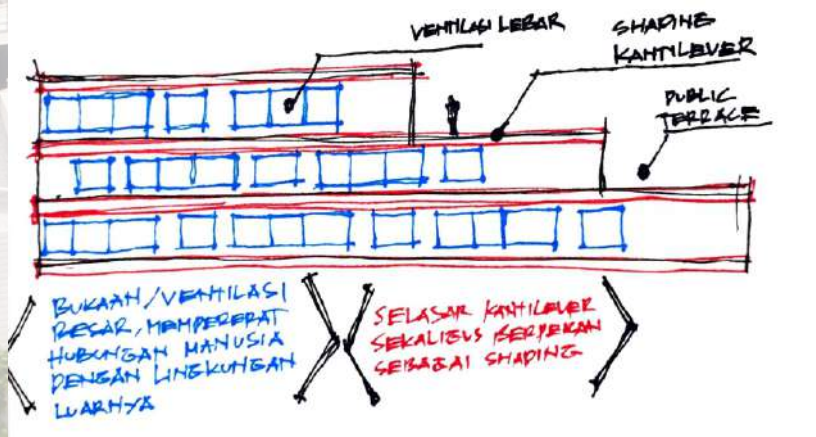 VENTILASI LEBAR
SHADING
KANTILEVER
PUBLIC
TERRACE
BUKAAN/VENTILASI
BESAR, MEMPERERAT
HUBUNGAN MANUSIA
DENGAN LINGKUNGAN
LUARNYA
SELASAR KANTILEVER
SEKALIGUS BERPERAN
SEBAGAI SHADING